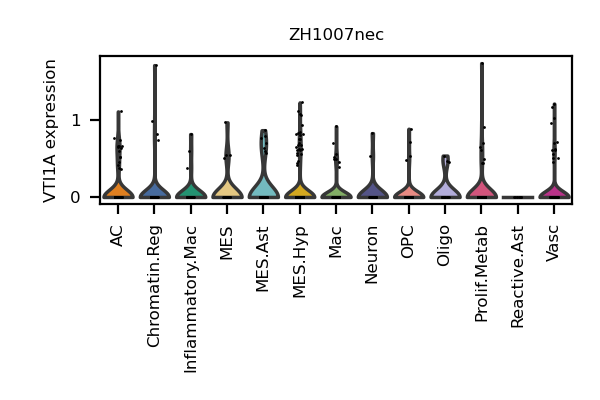 ZH1007nec
VTI1A expression
1
0
AC
Chromatin.Reg
Inflammatory.Mac
MES
MES.Ast
MES.Hyp
Mac
Neuron
OPC
Oligo
Prolif.Metab
Reactive.Ast
Vasc